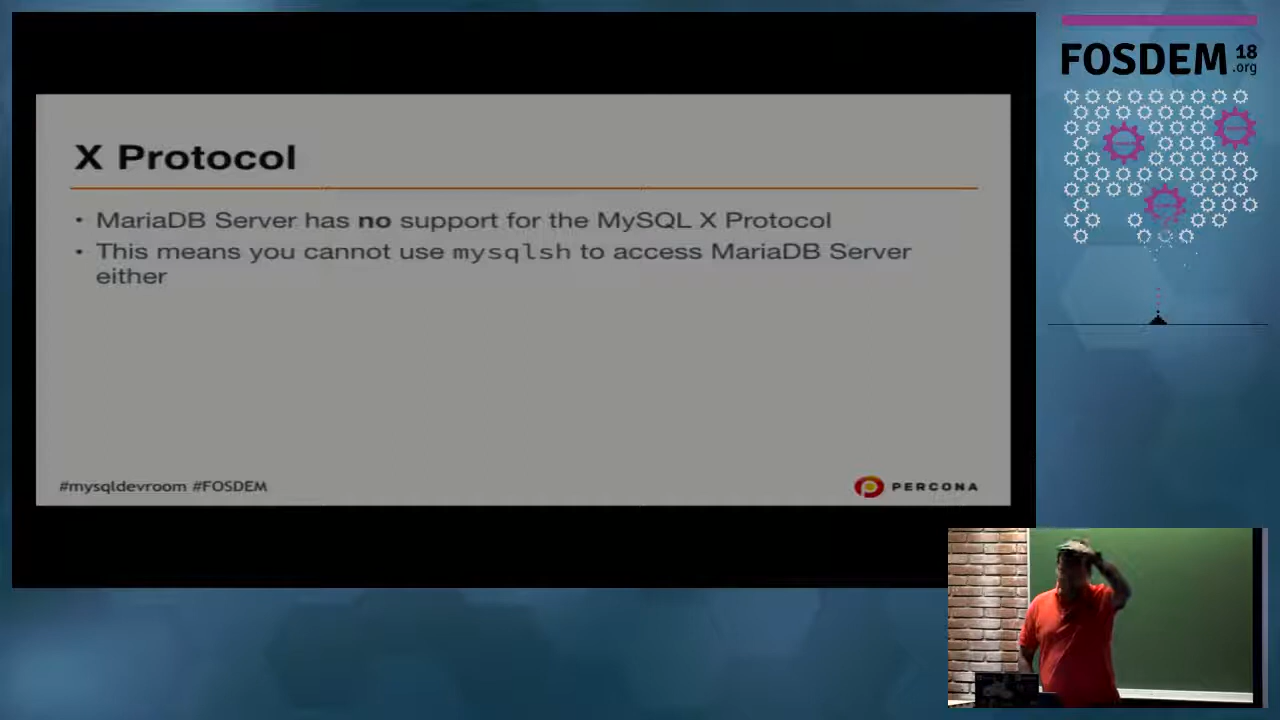 FOSDEM 18
.org
X Protocol
• MariaDB Server has no support for the MySQL X Protocol
• This means you cannot use mysqlsh to access MariaDB Server
either
#mysqldevroom #FOSDEM
PERCONA